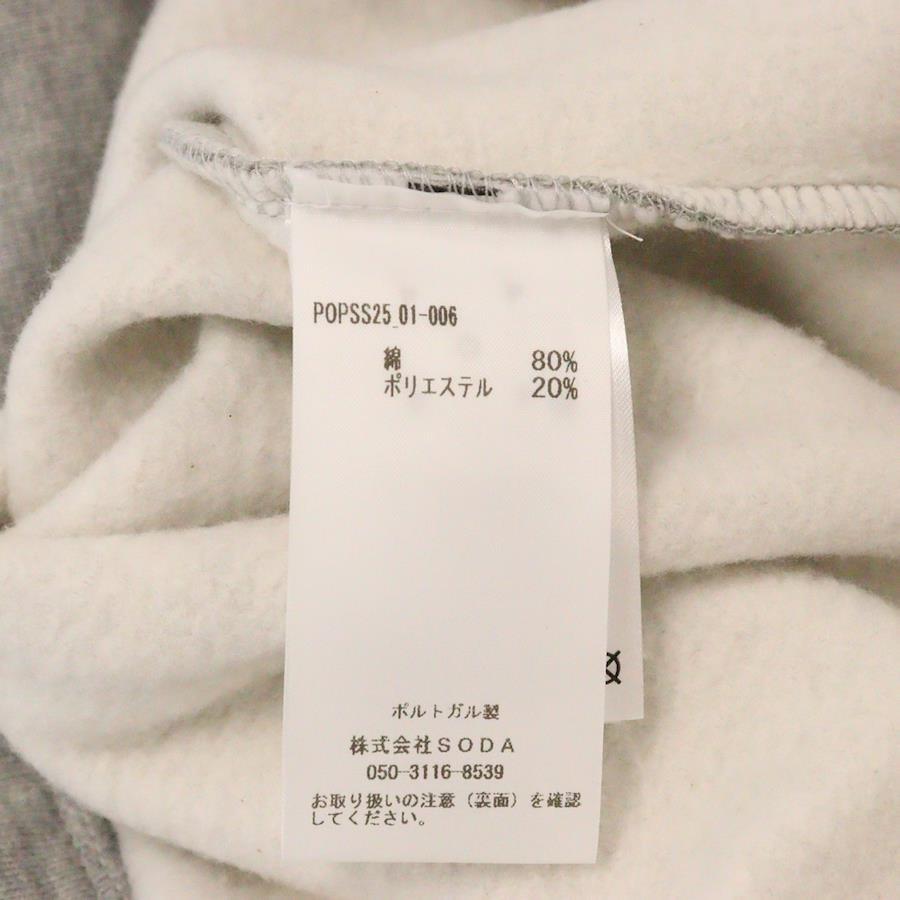 POPSS25_01-006
綿 80%
ポリエステル 20%
ポルトガル製
株式会社SODA
050-3116-8539
お取り扱いの注意(裏面)を確認
してください。